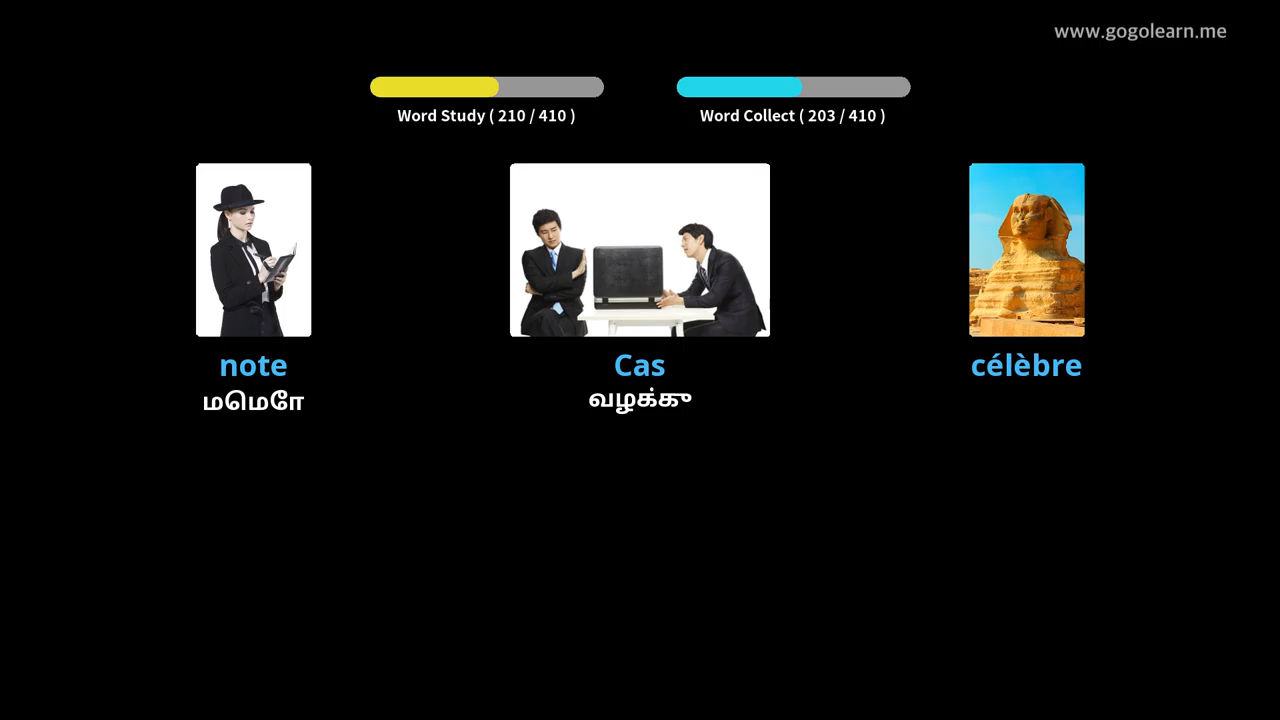 www.gogolearn.me
Word Study ( 210 / 410 )
Word Collect ( 203 / 410 )
note
மமெோ
Cas
வழக்கு
célèbre